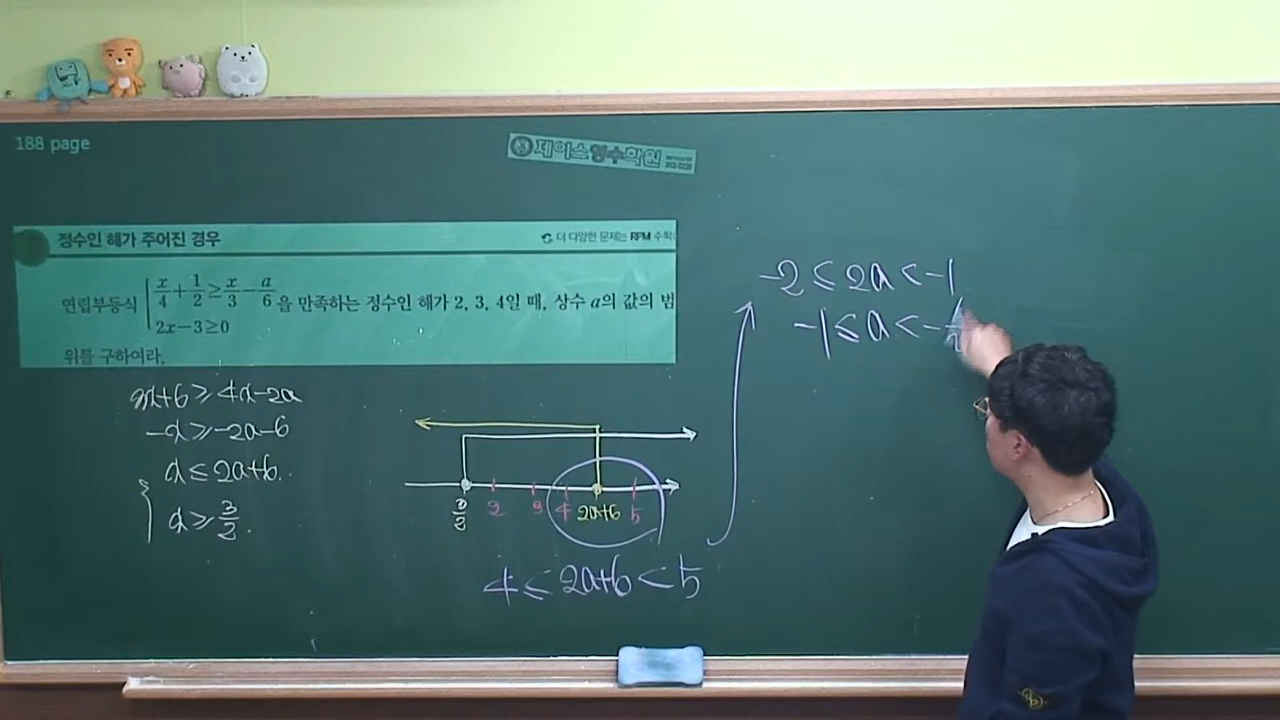 188 page
제이스영수학원
정수인 해가 주어진 경우
더 다양한 문제는 RPM 수학
연립부등식 { x/4 + 1/2 ≥ x/3 − a/6 을 만족하는 정수인 해가 2, 3, 4일 때, 상수 a의 값의 범
2x−3≥0
위를 구하여라.
3x+6 ≥ 4x−2a
−x ≥ −2a−6
x ≤ 2a+6.
x ≥ 3/2.
3/2 2 3 4 2a+6 5
4 ≤ 2a+6 < 5
−2 ≤ 2a < −1
−1 ≤ a < −1/2